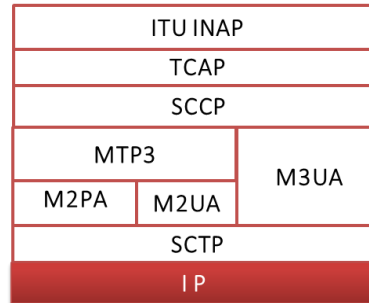 ITU INAP
TCAP
SCCP
MTP3
M3UA
M2PA
M2UA
SCTP
IP